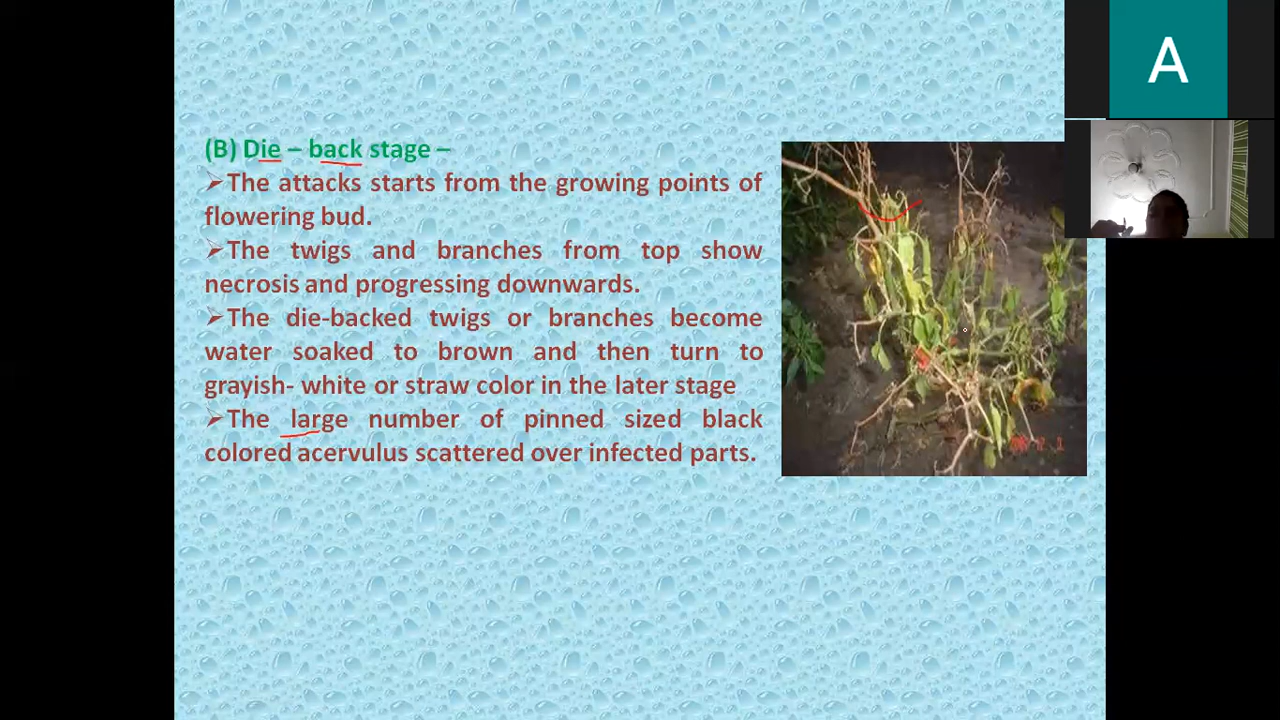 (B) Die – back stage –
➢The attacks starts from the growing points of
flowering bud.
➢The twigs and branches from top show
necrosis and progressing downwards.
➢The die-backed twigs or branches become
water soaked to brown and then turn to
grayish- white or straw color in the later stage
➢The large number of pinned sized black
colored acervulus scattered over infected parts.
A